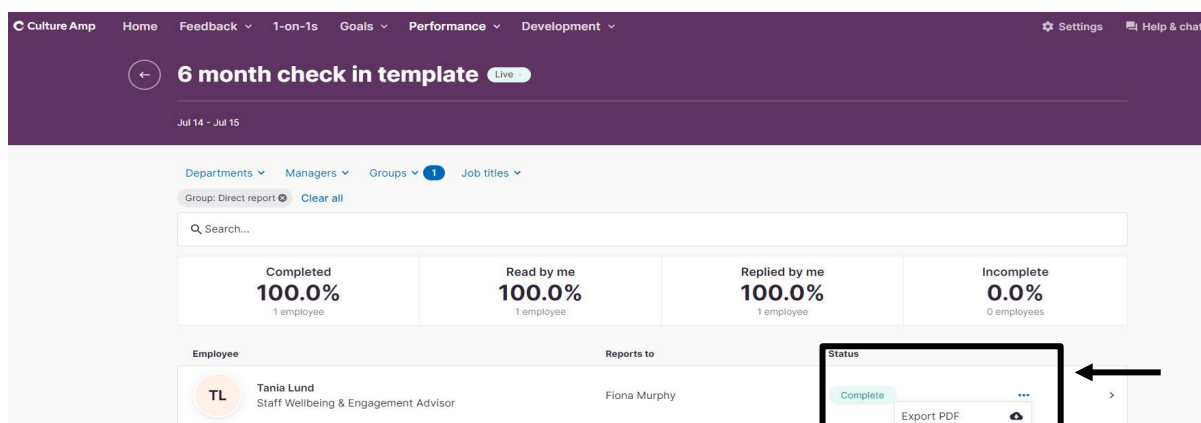 Culture Amp Home Feedback 1-on-1s Goals Performance Development Settings Help & chat
6 month check in template Live
Jul 14 - Jul 15
Departments Managers Groups 1 Job titles
Group: Direct report Clear all
Search...
Completed Read by me Replied by me Incomplete
100.0% 100.0% 100.0% 0.0%
1 employee 1 employee 1 employee 0 employees
Employee Reports to Status
TL Tania Lund Fiona Murphy Complete ...
Staff Wellbeing & Engagement Advisor
Export PDF